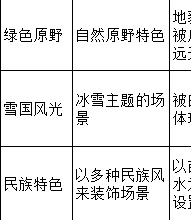 绿色原野
自然原野特色
地
被
远
雪国风光
冰雪主题的场
景
被
体
民族特色
以多种民族风
来装饰场景
以
水
设